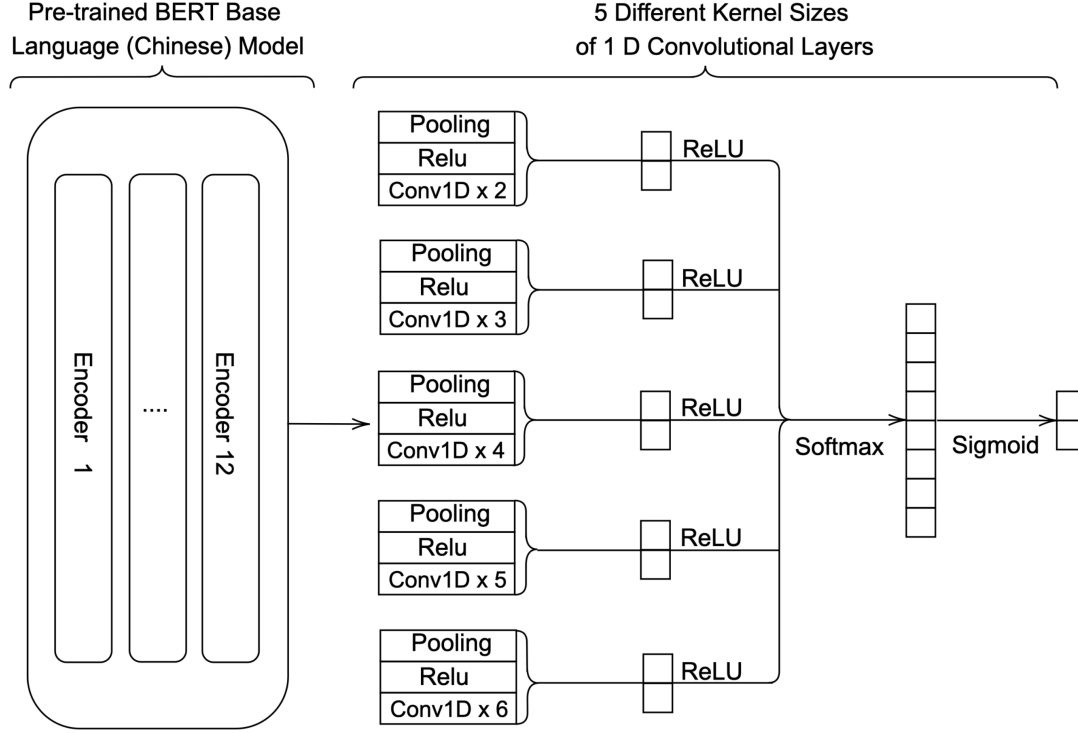 Pre-trained BERT Base
Language (Chinese) Model
5 Different Kernel Sizes
of 1 D Convolutional Layers
Encoder 1
....
Encoder 12
Pooling
Relu
Conv1D x 2
ReLU
Pooling
Relu
Conv1D x 3
ReLU
Pooling
Relu
Conv1D x 4
ReLU
Softmax
Sigmoid
Pooling
Relu
Conv1D x 5
ReLU
Pooling
Relu
Conv1D x 6
ReLU